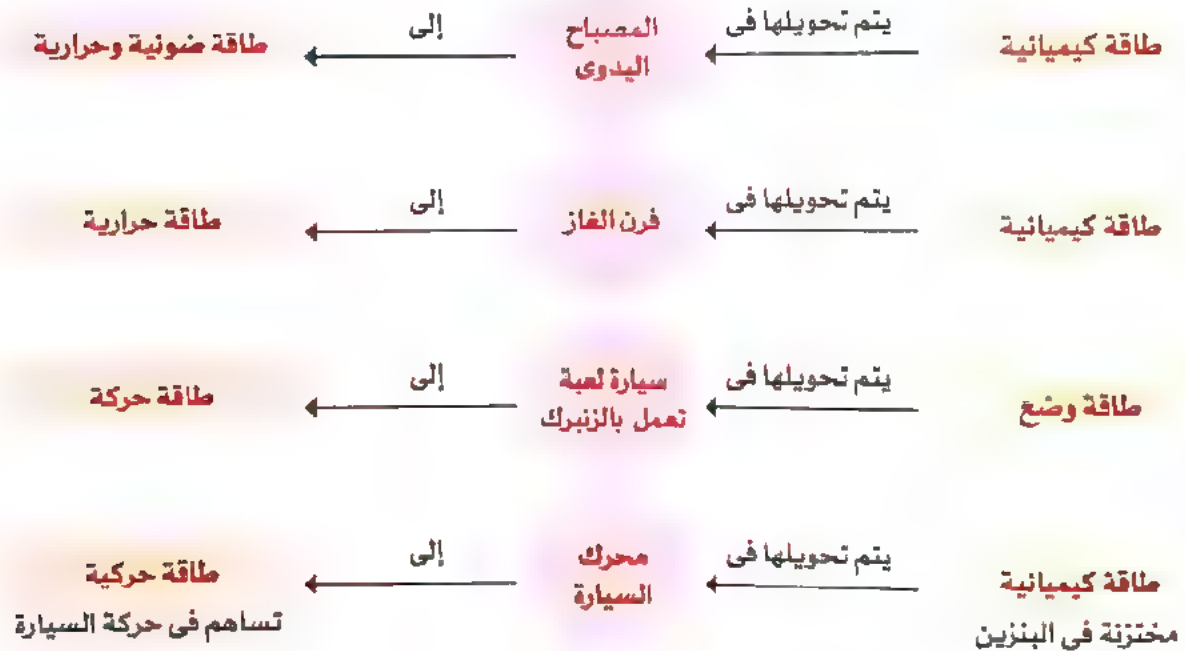 طاقة كيميائية
يتم تحويلها فى
المصباح
اليدوى
إلى
طاقة ضوئية وحرارية
طاقة كيميائية
يتم تحويلها فى
فرن الغاز
إلى
طاقة حرارية
طاقة وضع
يتم تحويلها فى
سيارة لعبة
تعمل بالزنبرك
إلى
طاقة حركة
طاقة كيميائية
مختزنة فى البنزين
يتم تحويلها فى
محرك
السيارة
إلى
طاقة حركية
تساهم فى حركة السيارة